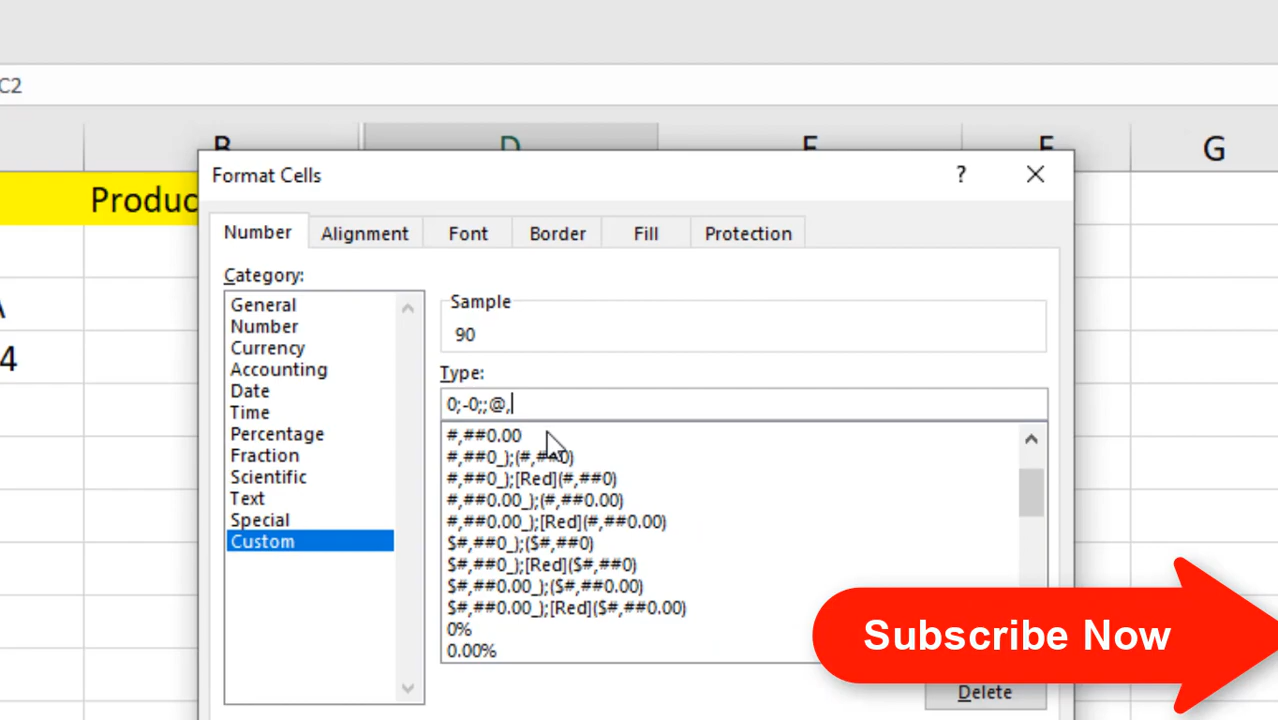 C2
B D E F G
Produc
4
Format Cells ? ×
Number Alignment Font Border Fill Protection
Category:
General
Number
Currency
Accounting
Date
Time
Percentage
Fraction
Scientific
Text
Special
Custom
Sample
90
Type:
0;-0;;@,
#,##0.00
#,##0_);(#,##0)
#,##0_);[Red](#,##0)
#,##0.00_);(#,##0.00)
#,##0.00_);[Red](#,##0.00)
$#,##0_);($#,##0)
$#,##0_);[Red]($#,##0)
$#,##0.00_);($#,##0.00)
$#,##0.00_);[Red]($#,##0.00)
0%
0.00%
Delete
Subscribe Now